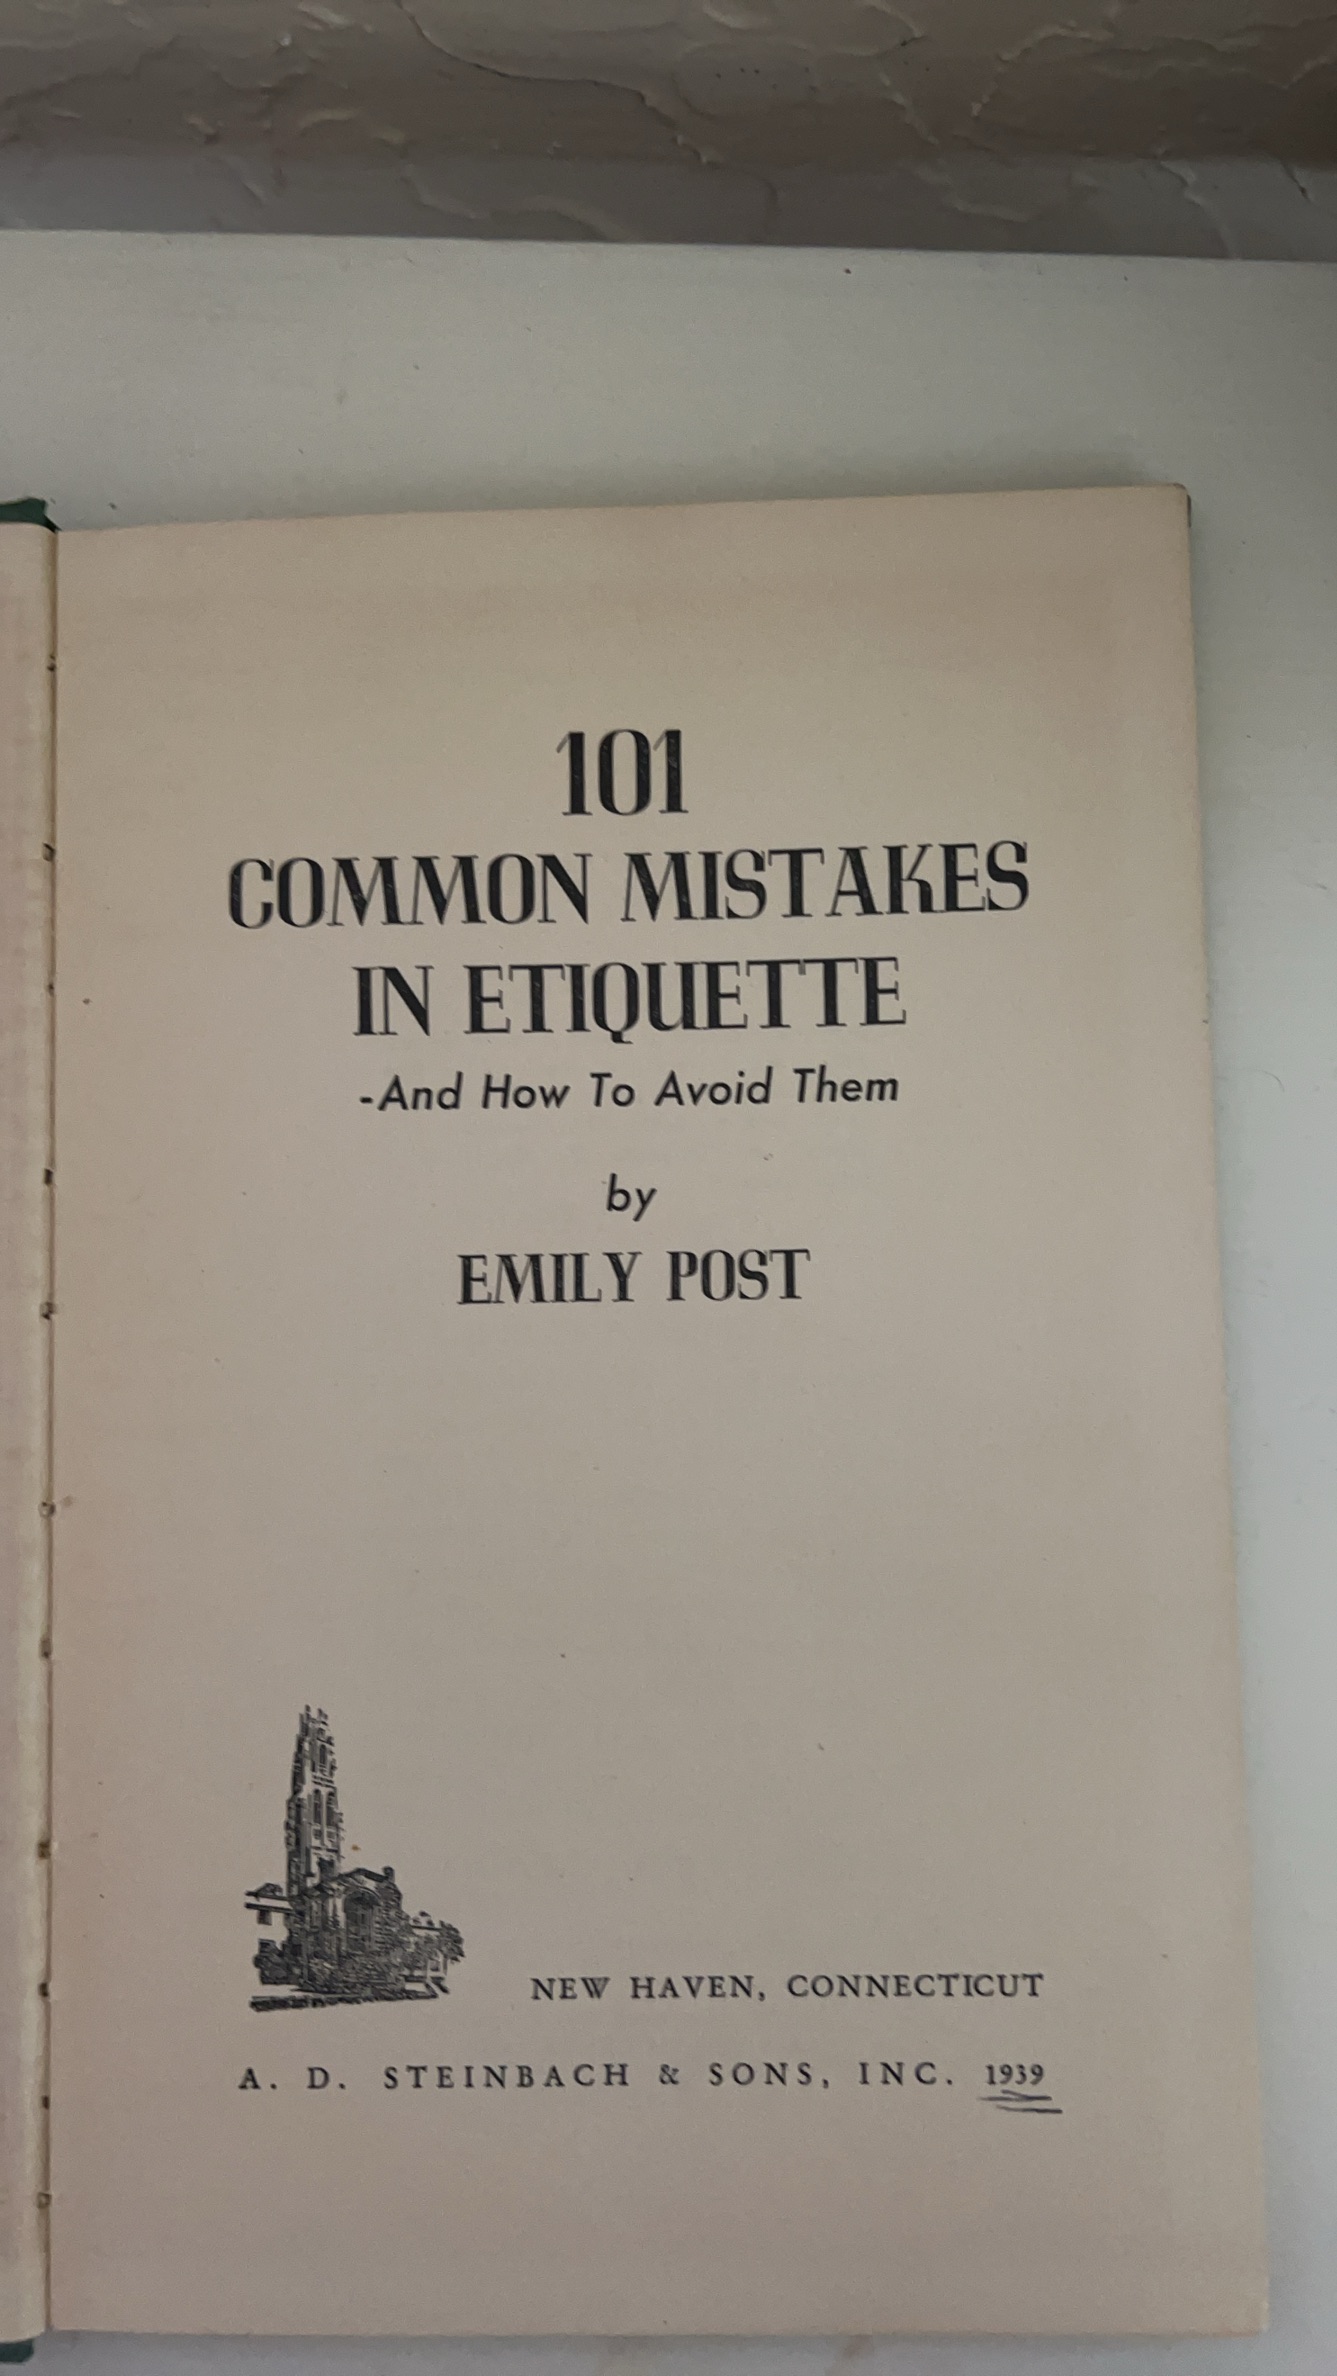 101
COMMON MISTAKES
IN ETIQUETTE
-And How To Avoid Them
by
EMILY POST
NEW HAVEN, CONNECTICUT
A. D. STEINBACH & SONS, INC. 1939